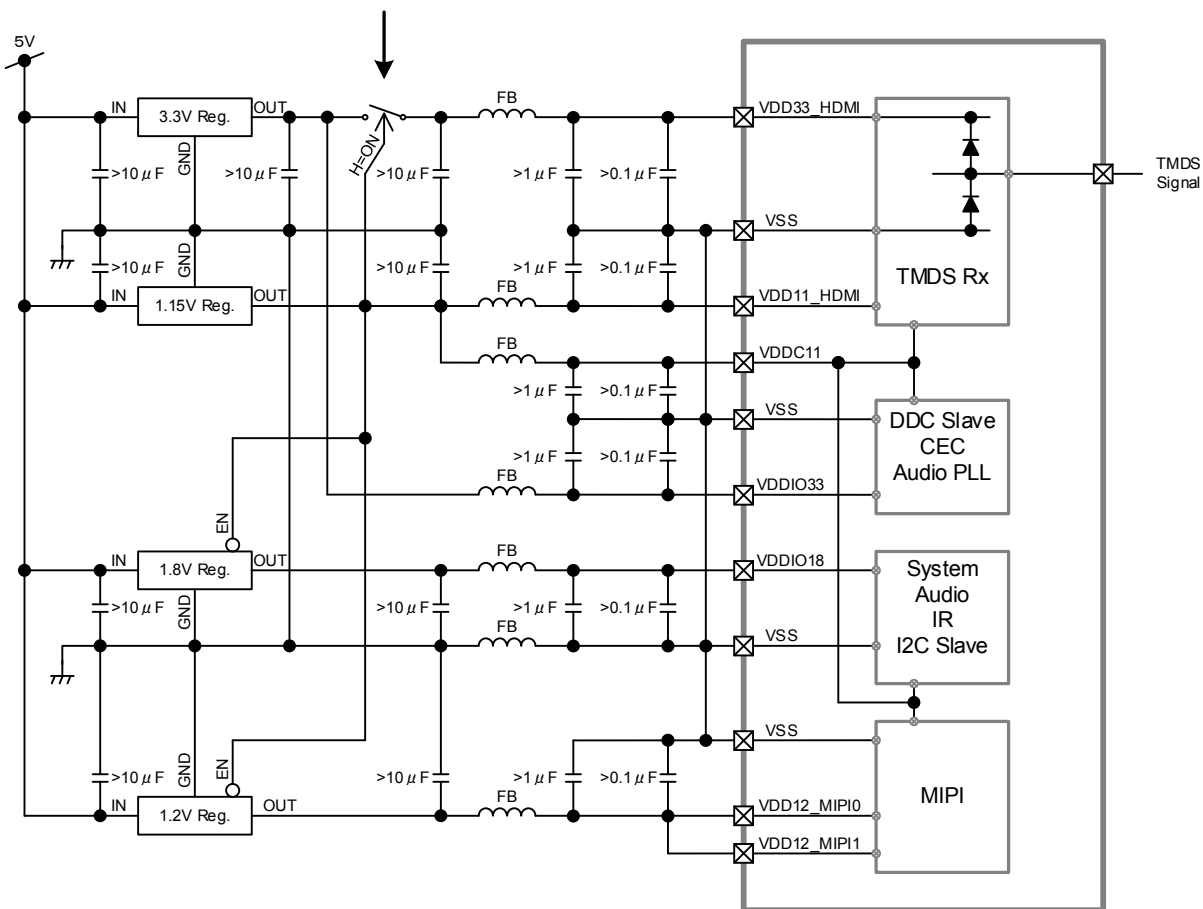 5V
IN
3.3V Reg.
OUT
GND
H=ON
FB
>10μF
>10μF
>10μF
>1μF
>0.1μF
VDD33_HDMI
TMDS
Signal
VSS
TMDS Rx
GND
>10μF
>10μF
>1μF
>0.1μF
IN
1.15V Reg.
OUT
FB
VDD11_HDMI
FB
VDDC11
>1μF
>0.1μF
VSS
DDC Slave
CEC
Audio PLL
>1μF
>0.1μF
FB
VDDIO33
EN
IN
1.8V Reg.
OUT
FB
VDDIO18
System
Audio
IR
I2C Slave
GND
>10μF
>10μF
>1μF
>0.1μF
FB
VSS
VSS
GND
EN
>10μF
>10μF
>1μF
>0.1μF
MIPI
IN
1.2V Reg.
OUT
FB
VDD12_MIPI0
VDD12_MIPI1